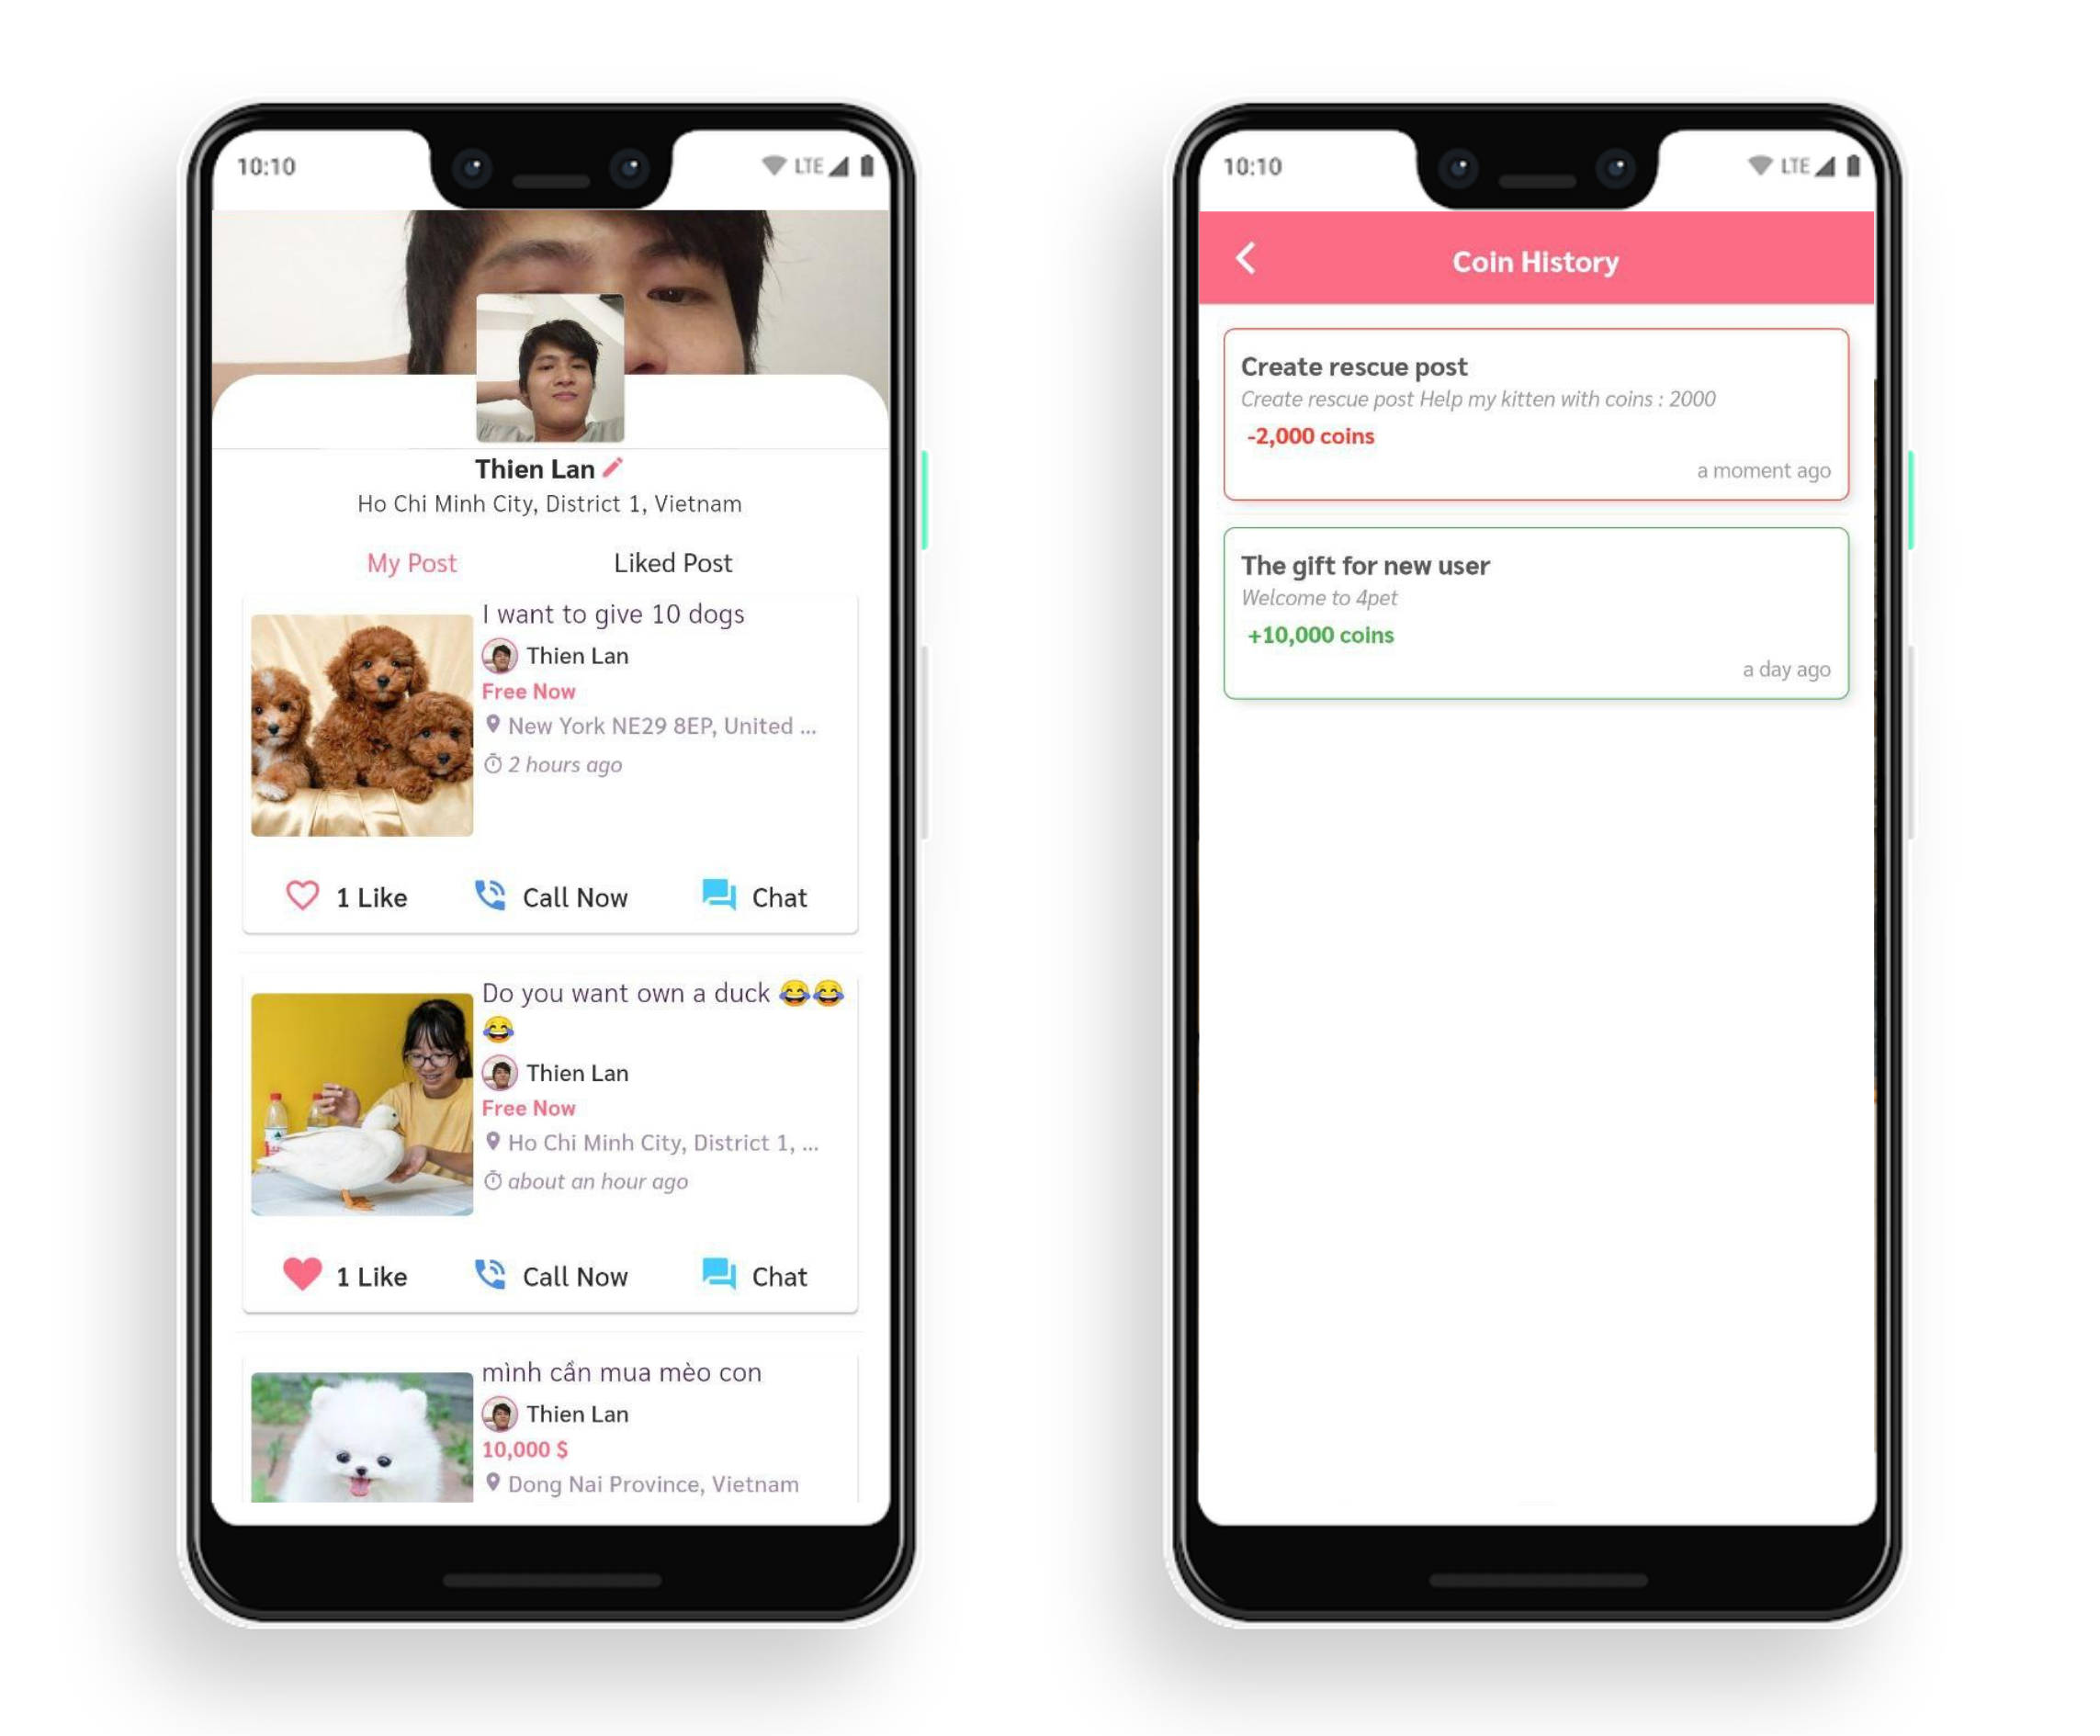 10:10
LTE
Thien Lan
Ho Chi Minh City, District 1, Vietnam
My Post
Liked Post
I want to give 10 dogs
Thien Lan
Free Now
New York NE29 8EP, United ...
2 hours ago
1 Like
Call Now
Chat
Do you want own a duck 😂😂
😂
Thien Lan
Free Now
Ho Chi Minh City, District 1, ...
about an hour ago
1 Like
Call Now
Chat
mình cần mua mèo con
Thien Lan
10,000 $
Dong Nai Province, Vietnam
10:10
LTE
Coin History
Create rescue post
Create rescue post Help my kitten with coins : 2000
-2,000 coins
a moment ago
The gift for new user
Welcome to 4pet
+10,000 coins
a day ago